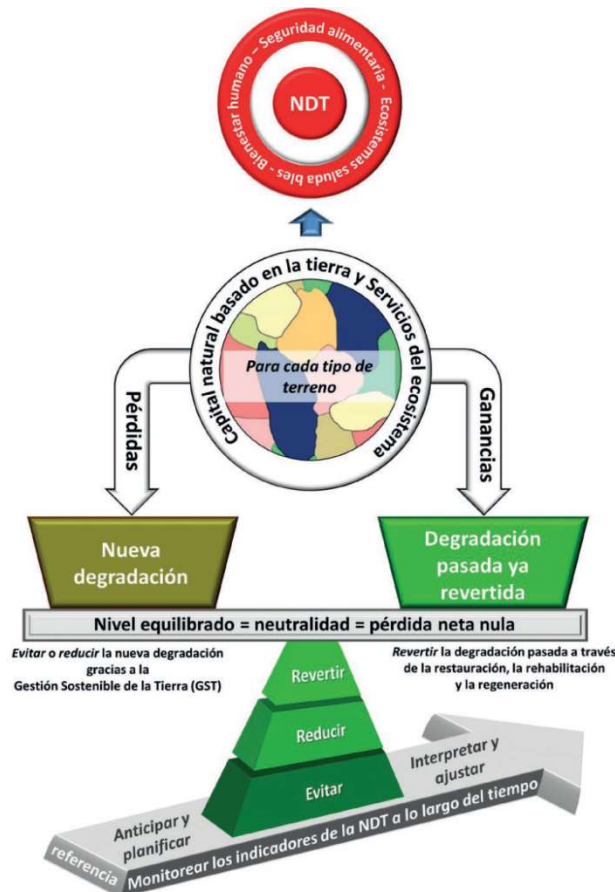 Bienestar humano – Seguridad alimentaria - Ecosistemas saluda bles -
NDT
Capital natural basado en la tierra y Servicios del ecosistema
Para cada tipo de
terreno
Pérdidas
Ganancias
Nueva
degradación
Degradación
pasada ya
revertida
Nivel equilibrado = neutralidad = pérdida neta nula
Evitar o reducir la nueva degradación
gracias a la
Gestión Sostenible de la Tierra (GST)
Revertir la degradación pasada a través
de la restauración, la rehabilitación
y la regeneración
Revertir
Reducir
Evitar
Anticipar y
planificar
Interpretar y
ajustar
referencia
Monitorear los indicadores de la NDT a lo largo del tiempo